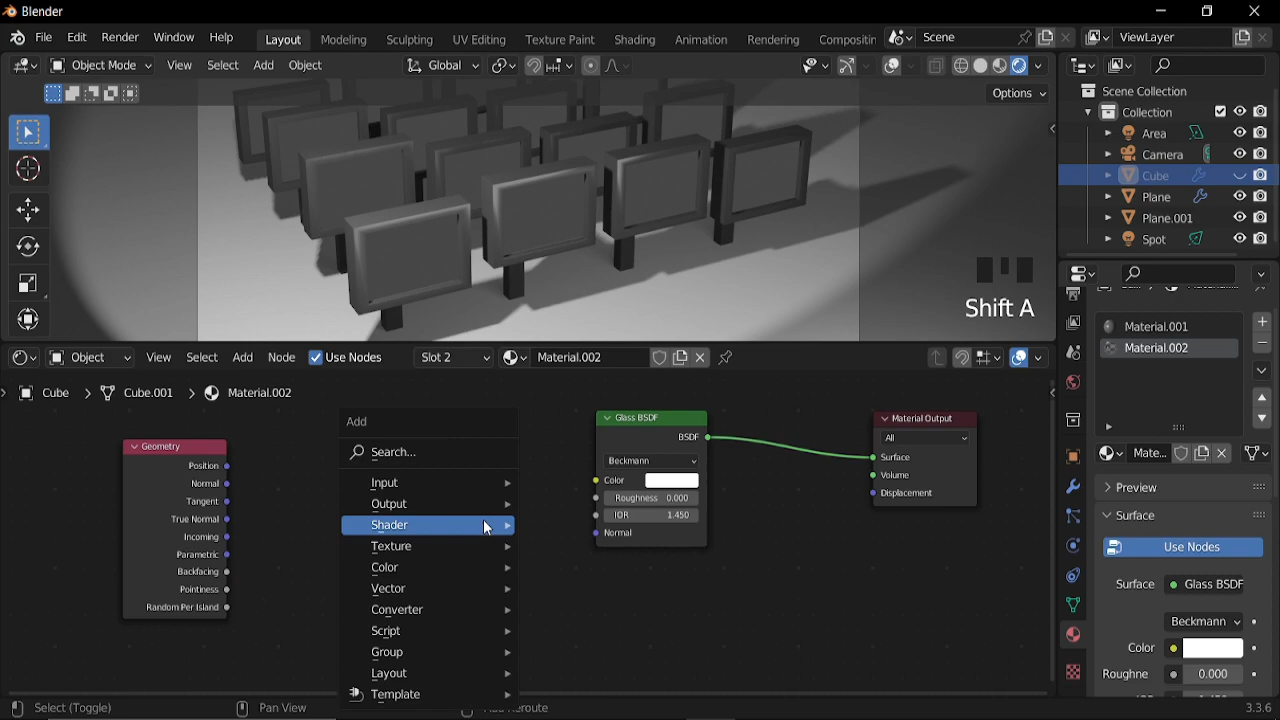 Blender
File Edit Render Window Help Layout Modeling Sculpting UV Editing Texture Paint Shading Animation Rendering Compositin Scene ViewLayer
Object Mode View Select Add Object Global
Options
Scene Collection
Collection
Area
Camera
Cube
Plane
Plane.001
Spot
Shift A
Object View Select Add Node Use Nodes Slot 2 Material.002
Cube Cube.001 Material.002
Geometry
Position
Normal
Tangent
True Normal
Incoming
Parametric
Backfacing
Pointiness
Random Per Island
Add
Search...
Input
Output
Shader
Texture
Color
Vector
Converter
Script
Group
Layout
Template
Glass BSDF
BSDF
Beckmann
Color
Roughness 0.000
IOR 1.450
Normal
Material Output
All
Surface
Volume
Displacement
Material.001
Material.002
Mate...
Preview
Surface
Use Nodes
Surface Glass BSDF
Beckmann
Color
Roughne 0.000
Select (Toggle) Pan View Add Reroute 3.3.6